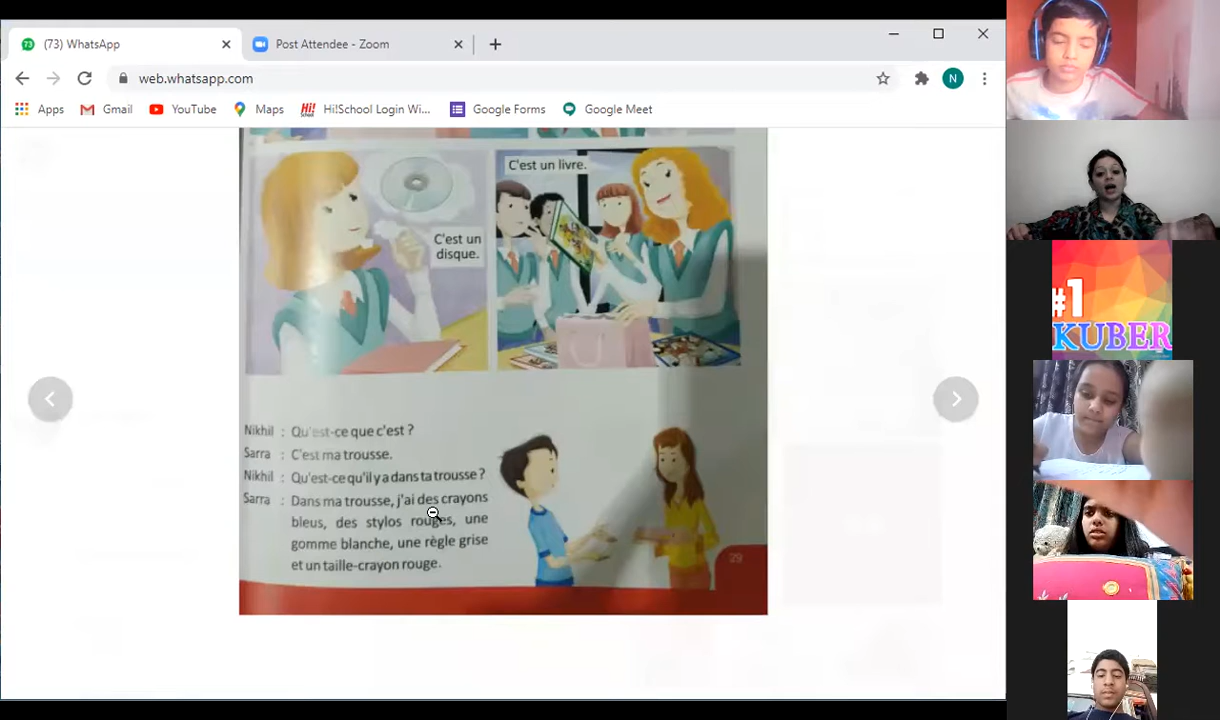 (73) WhatsApp
Post Attendee - Zoom
web.whatsapp.com
N
Apps
Gmail
YouTube
Maps
Hi! Hi!School Login Wi...
Google Forms
Google Meet
C'est un
disque.
C'est un livre.
Nikhil : Qu'est-ce que c'est ?
Sarra : C'est ma trousse.
Nikhil : Qu'est-ce qu'il y a dans ta trousse ?
Sarra : Dans ma trousse, j'ai des crayons
bleus, des stylos rouges, une
gomme blanche, une règle grise
et un taille-crayon rouge.
29
#1
KUBER